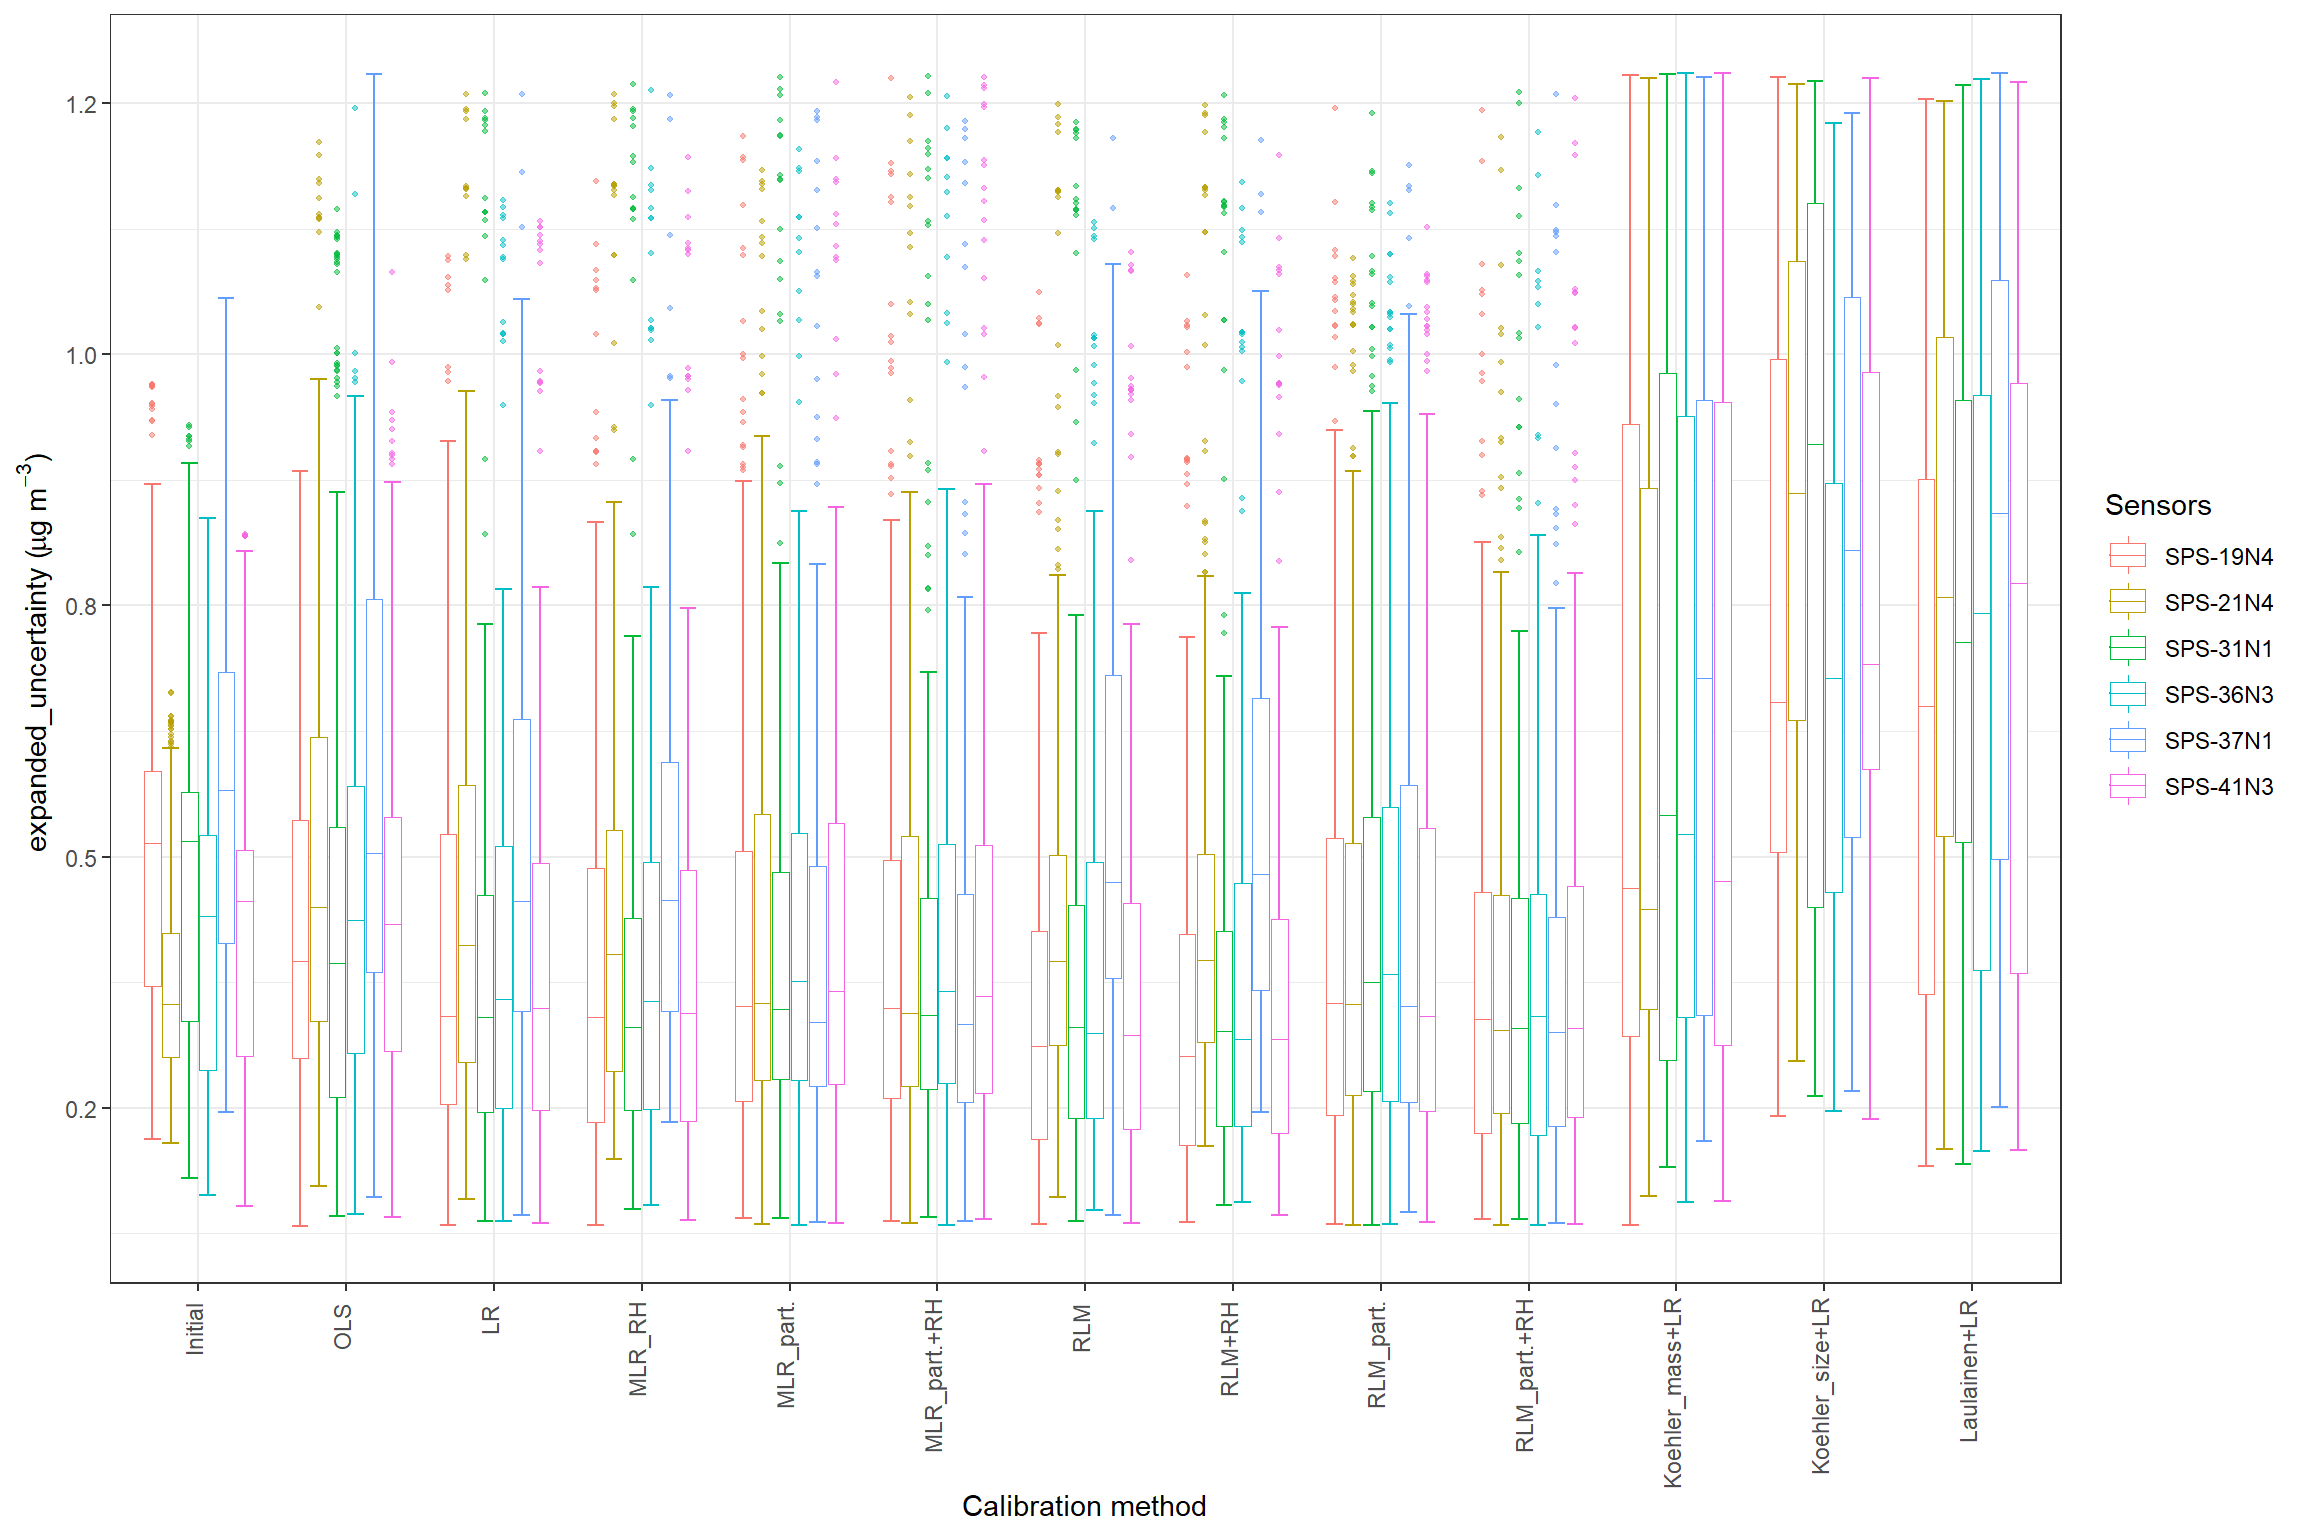 expanded_uncertainty (µg m⁻³)
1.2
1.0
0.8
0.5
0.2
Initial
OLS
LR
MLR_RH
MLR_part.
MLR_part.+RH
RLM
RLM+RH
RLM_part.
RLM_part.+RH
Koehler_mass+LR
Koehler_size+LR
Laulainen+LR
Calibration method
Sensors
SPS-19N4
SPS-21N4
SPS-31N1
SPS-36N3
SPS-37N1
SPS-41N3